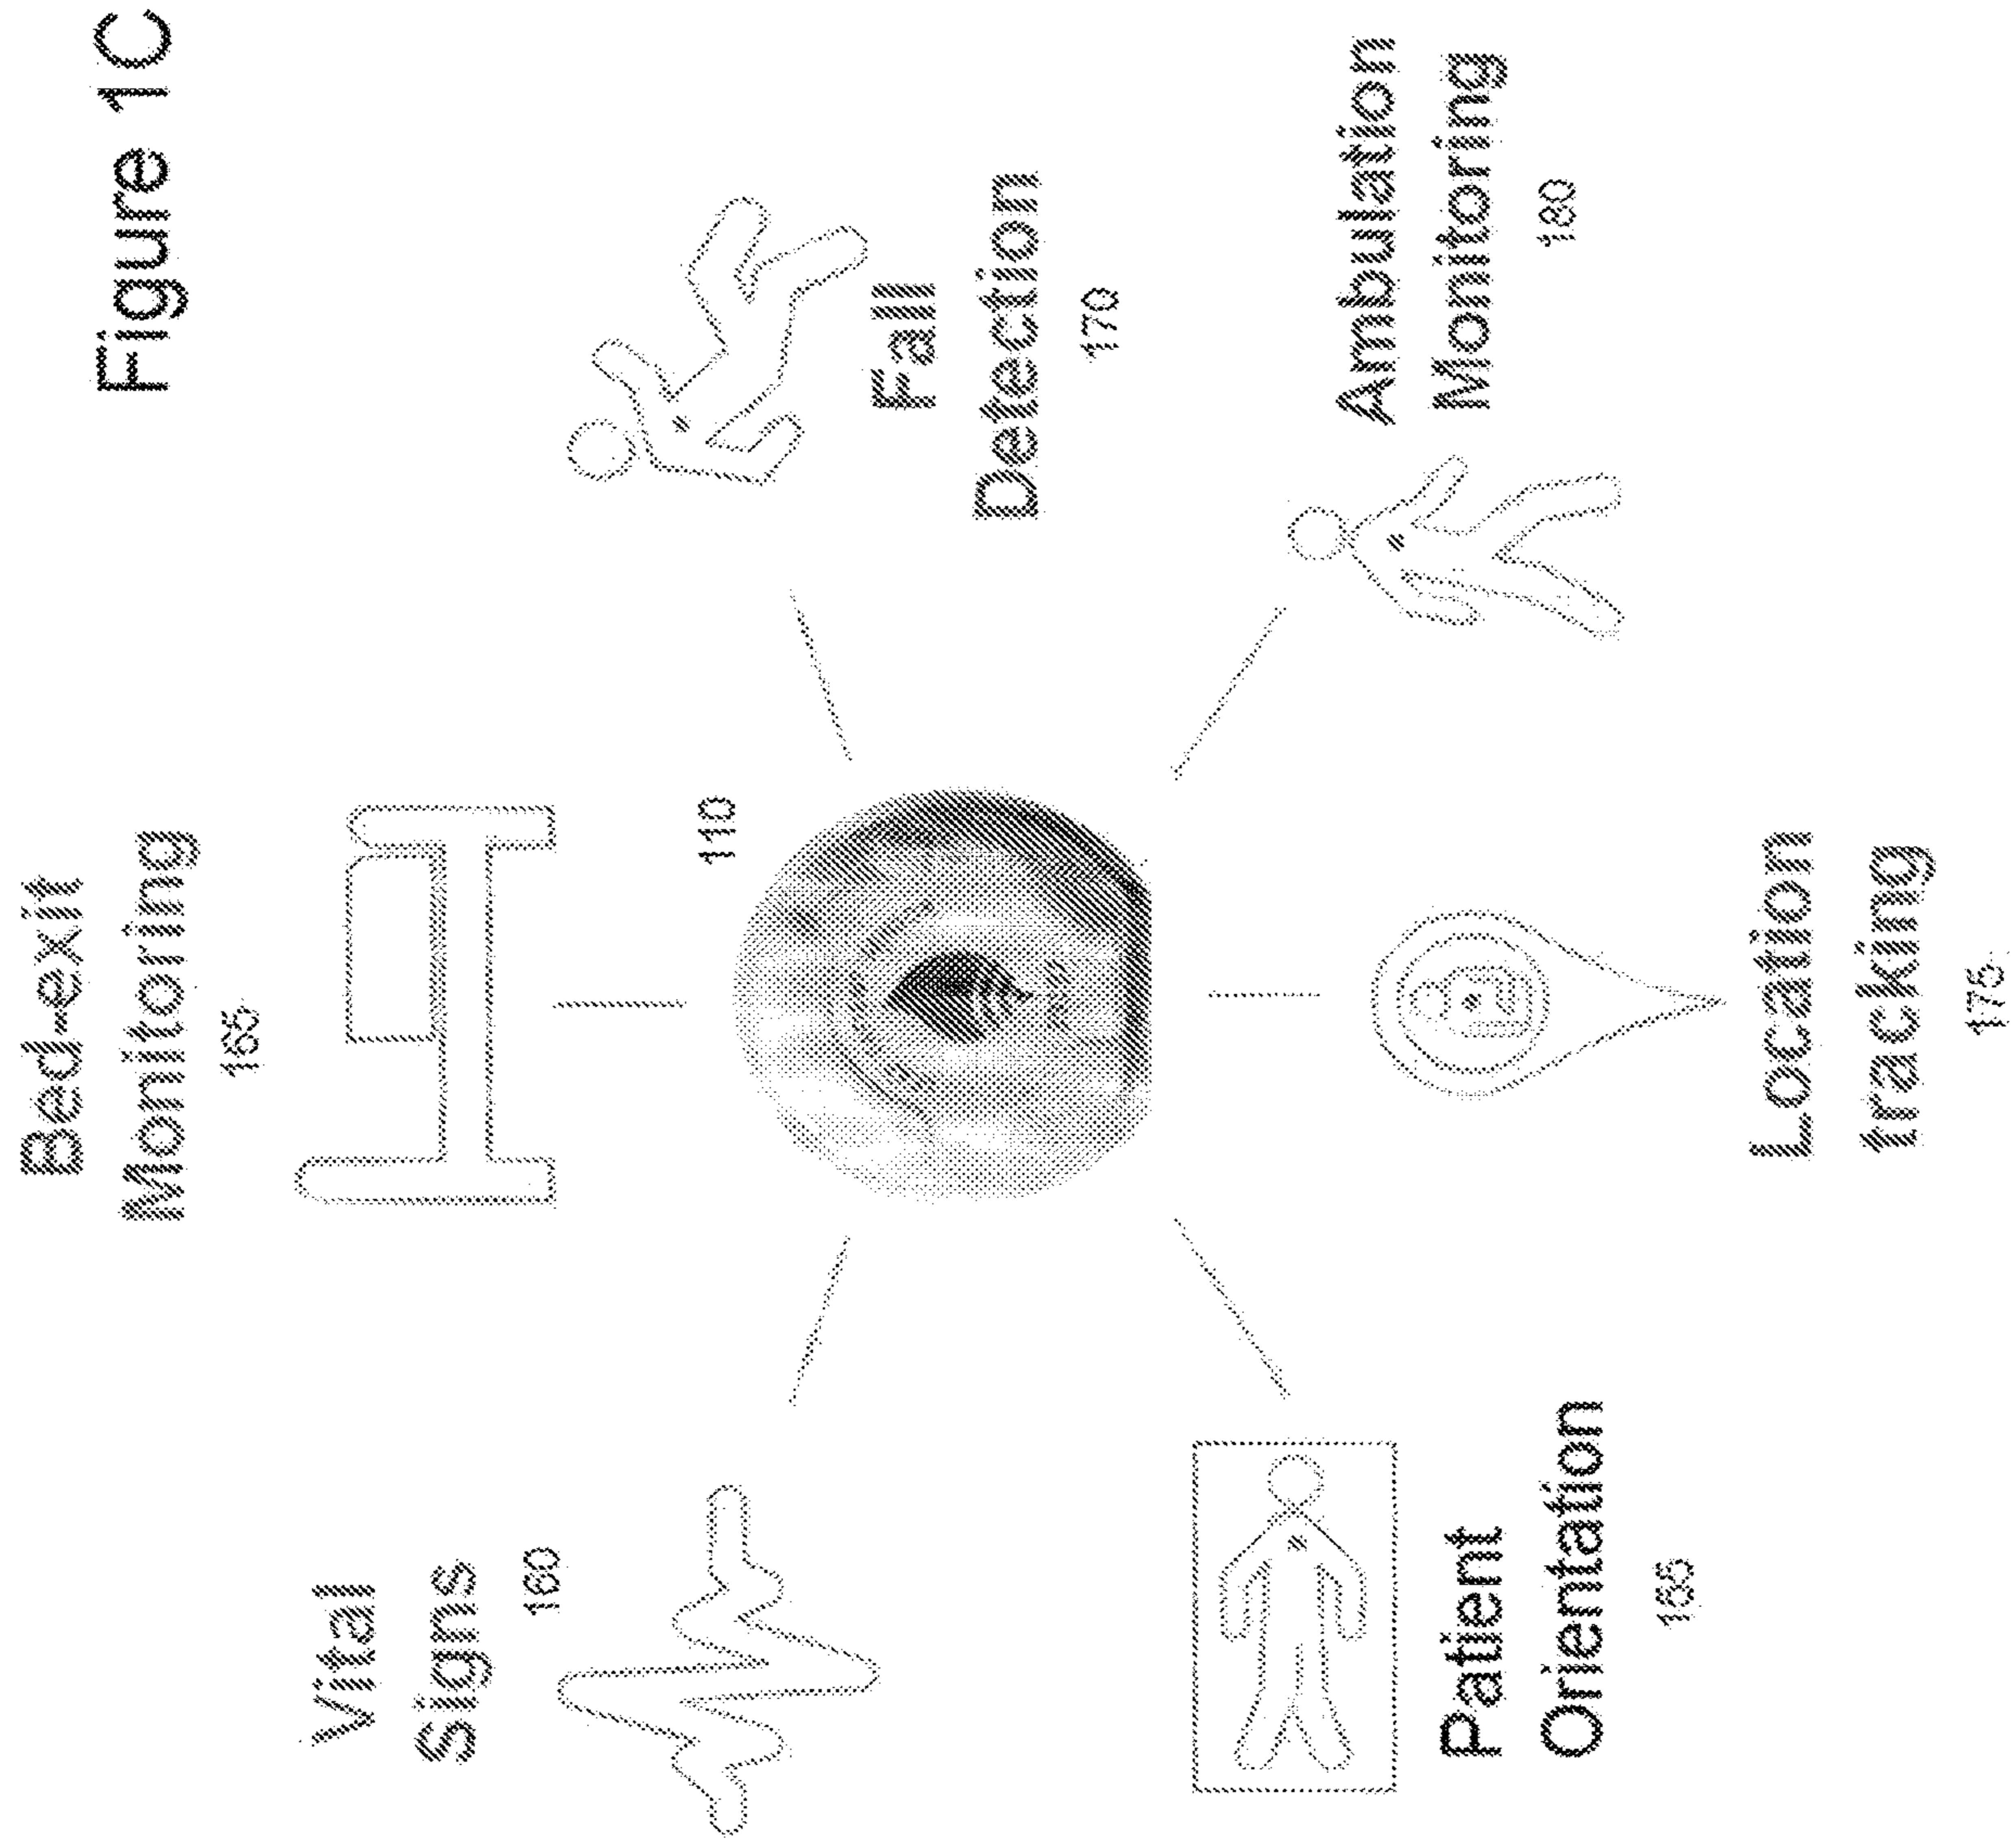 Figure 1C
Bed-exit
Monitoring
165
Vital
Signs
160
110
Fall
Detection
170
Patient
Orientation
Ambulation
Monitoring
180
Location
tracking
175